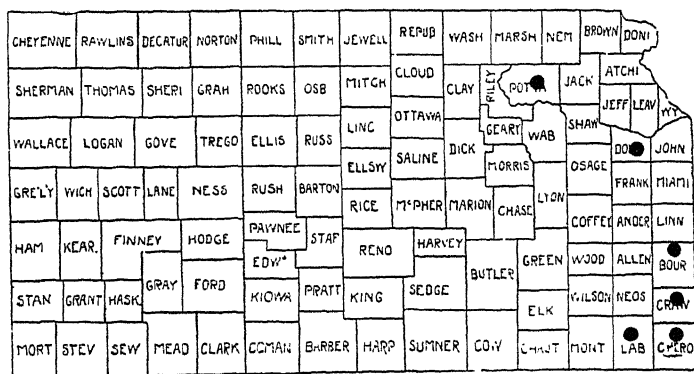 CHEYENNE RAWLINS DECATUR NORTON PHILL SMITH JEWELL REPUB WASH MARSH NEM BROWN DONI
SHERMAN THOMAS SHERI GRAH ROOKS OSB MITCH CLOUD CLAY RILEY JACK ATCHI
JEFF LEAV WY
WALLACE LOGAN GOVE TREGO ELLIS RUSS LINC OTTAWA GEARY WAB SHAW
ELLSW SALINE DICK MORRIS OSAGE JOHN
GRE'LY WICH SCOTT LANE NESS RUSH BARTON RICE McPHER MARION CHASE LYON FRANK MIAMI
HAM KEAR. FINNEY HODGE PAWNEE STAF RENO HARVEY COFFEY ANDER LINN
EDW. BUTLER GREEN WOOD ALLEN BOUR
STAN GRANT HASK GRAY FORD KIOWA PRATT KING SEDGE ELK WILSON NEOS
MORT STEV SEW MEAD CLARK COMAN BARBER HARP SUMNER COW CHAUT MONT LAB